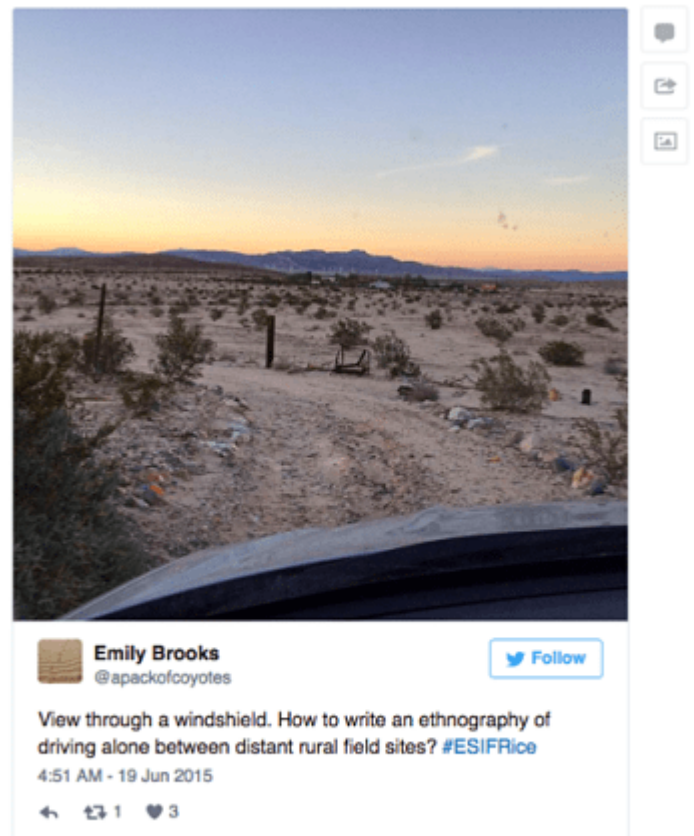 Emily Brooks
Follow
@apackofcoyotes
View through a windshield. How to write an ethnography of
driving alone between distant rural field sites? #ESIFRice
4:51 AM - 19 Jun 2015
1 3